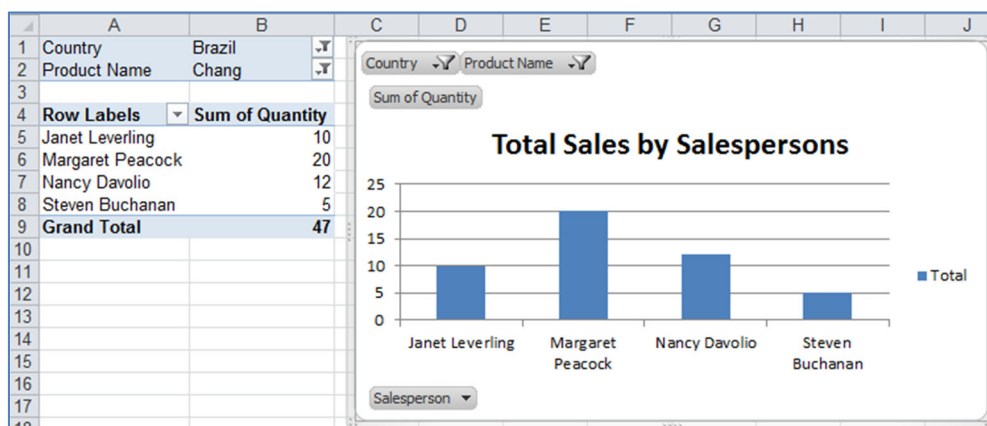 A B C D E F G H I J
1 Country Brazil
2 Product Name Chang
3
4 Row Labels Sum of Quantity
5 Janet Leverling 10
6 Margaret Peacock 20
7 Nancy Davolio 12
8 Steven Buchanan 5
9 Grand Total 47
10
11
12
13
14
15
16
17
18
Country Product Name
Sum of Quantity
Total Sales by Salespersons
25
20
15
10
5
0
Total
Janet Leverling Margaret Peacock Nancy Davolio Steven Buchanan
Salesperson